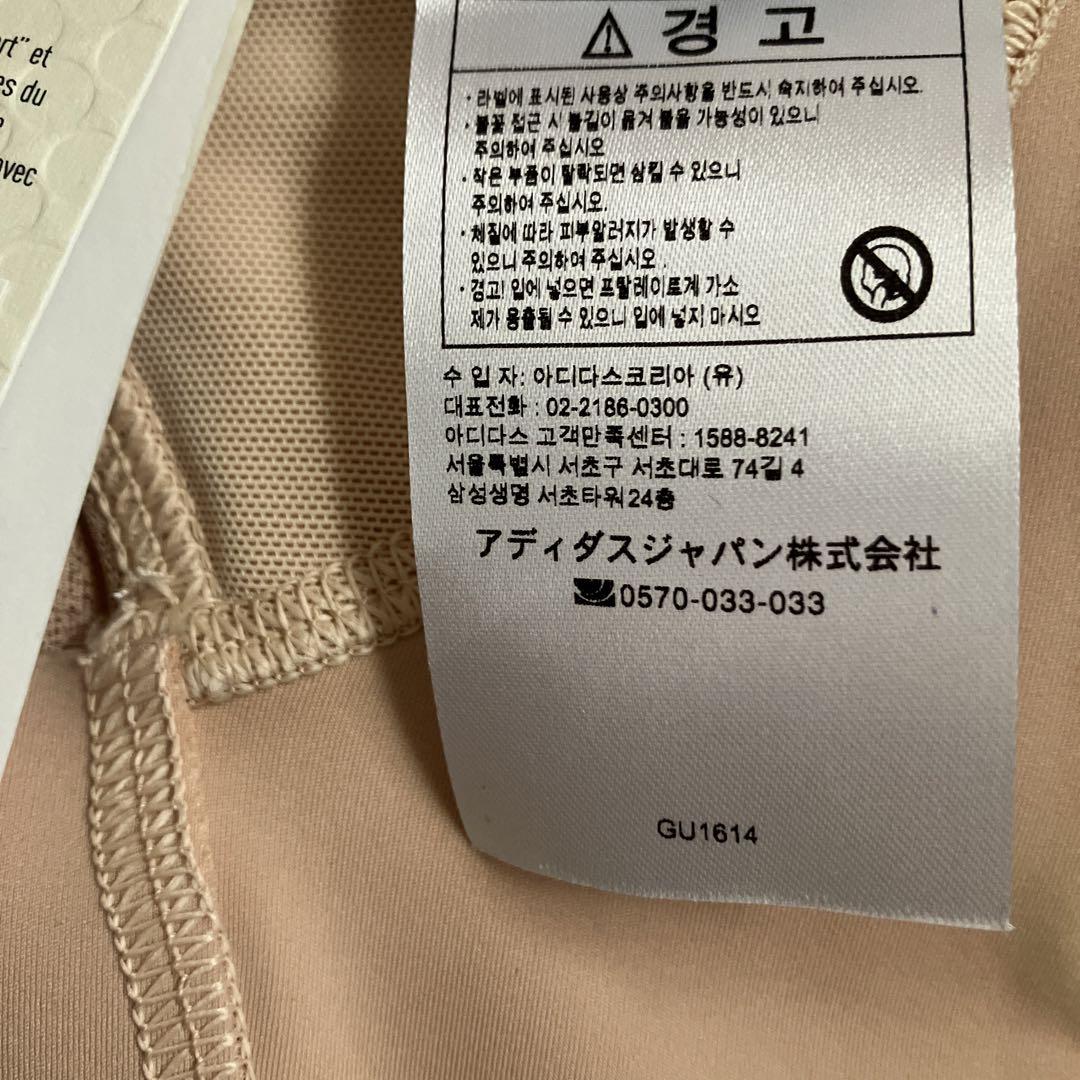 rt" et
es du
avec
경 고
· 라벨에 표시된 사용상 주의사항을 반드시 숙지하여 주십시오.
· 불꽃 접근 시 불길이 옮겨 붙을 가능성이 있으니
주의하여 주십시오
· 작은 부품이 탈락되면 삼킬 수 있으니
주의하여 주십시오.
· 체질에 따라 피부알러지가 발생할 수
있으니 주의하여 주십시오 .
· 경고! 입에 넣으면 프탈레이트계 가소
제가 용출될 수 있으니 입에 넣지 마시오
수 입 자: 아디다스코리아 (유)
대표전화 : 02-2186-0300
아디다스 고객만족센터 : 1588-8241
서울특별시 서초구 서초대로 74길 4
삼성생명 서초타워 24층
アディダスジャパン株式会社
0570-033-033
GU1614